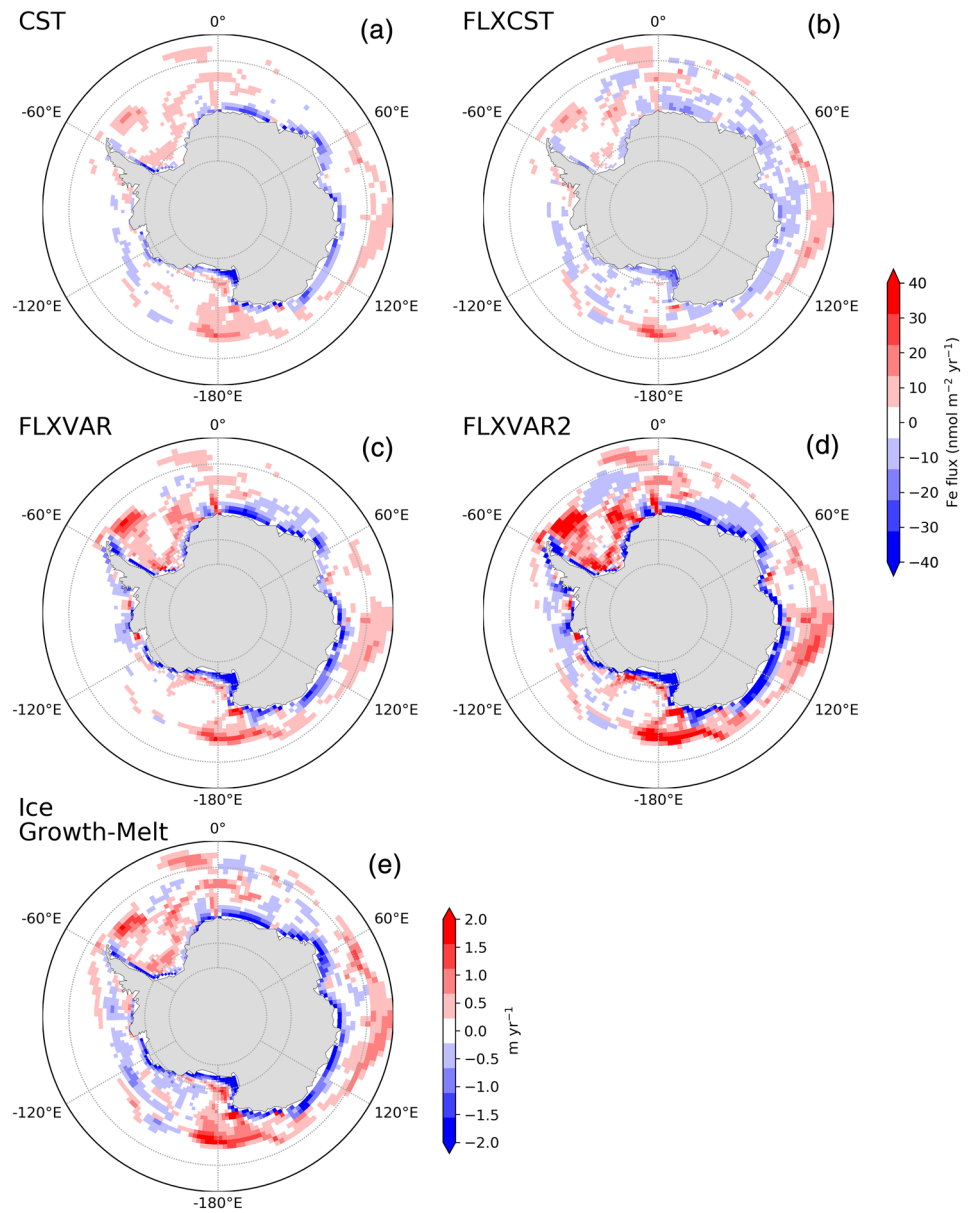 CST
(a)
0°
-60°E
60°E
-120°E
120°E
-180°E
FLXCST
(b)
0°
-60°E
60°E
-120°E
120°E
-180°E
40
30
20
10
0
−10
−20
−30
−40
Fe flux (nmol m⁻² yr⁻¹)
FLXVAR
(c)
0°
-60°E
60°E
-120°E
120°E
-180°E
FLXVAR2
(d)
0°
-60°E
60°E
-120°E
120°E
-180°E
Ice
Growth-Melt
(e)
0°
-60°E
60°E
-120°E
120°E
-180°E
2.0
1.5
1.0
0.5
0.0
−0.5
−1.0
−1.5
−2.0
m yr⁻¹